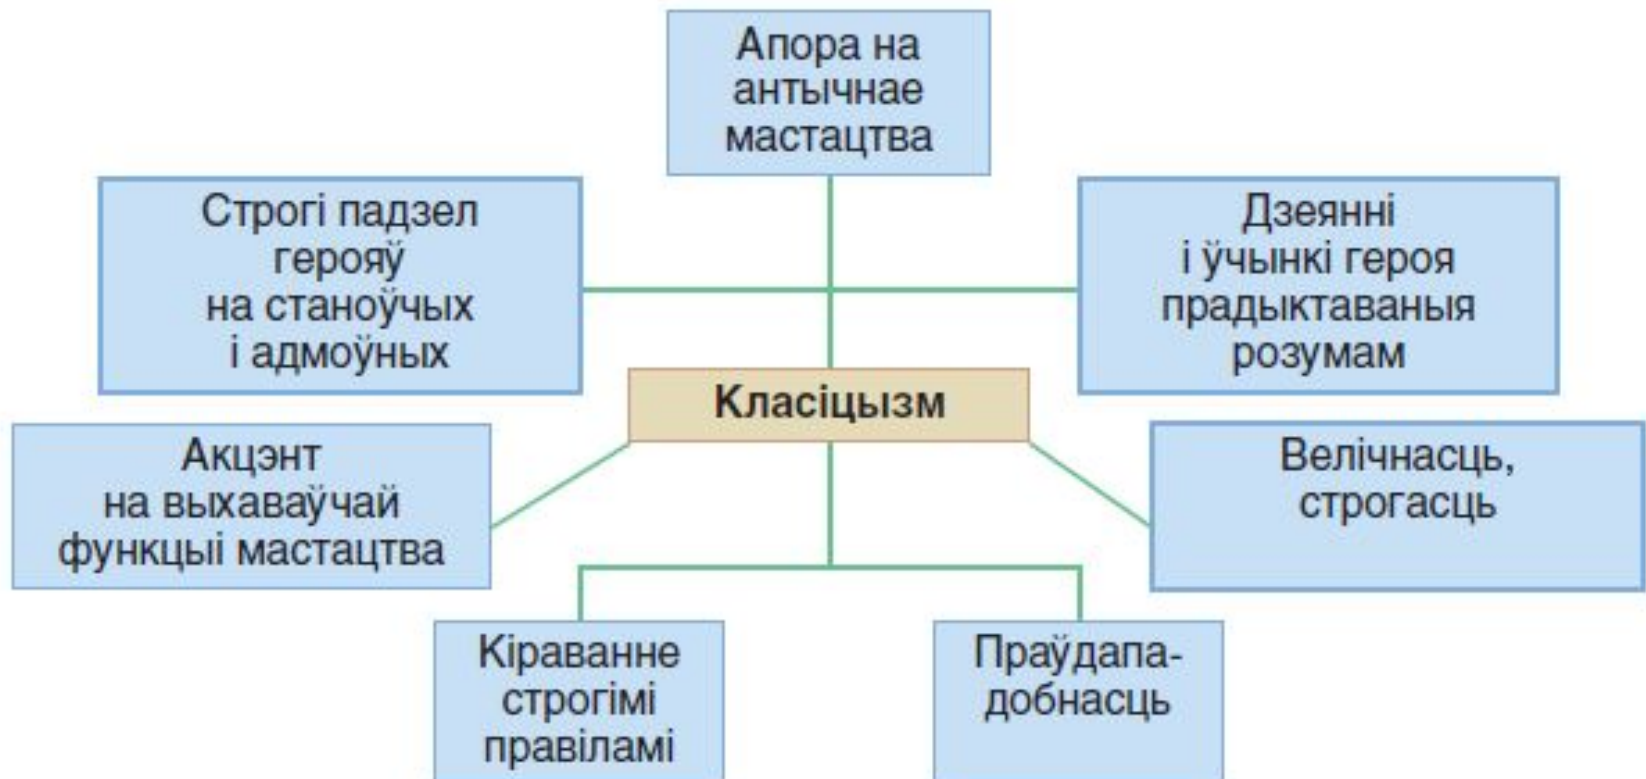 Апора на
антычнае
мастацтва
Строгі падзел
герояў
на станоўчых
і адмоўных
Дзеянні
і ўчынкі героя
прадыктаваныя
розумам
Класіцызм
Акцэнт
на выхаваўчай
функцыі мастацтва
Велічнасць,
строгасць
Кіраванне
строгімі
правіламі
Праўдапа-
добнасць